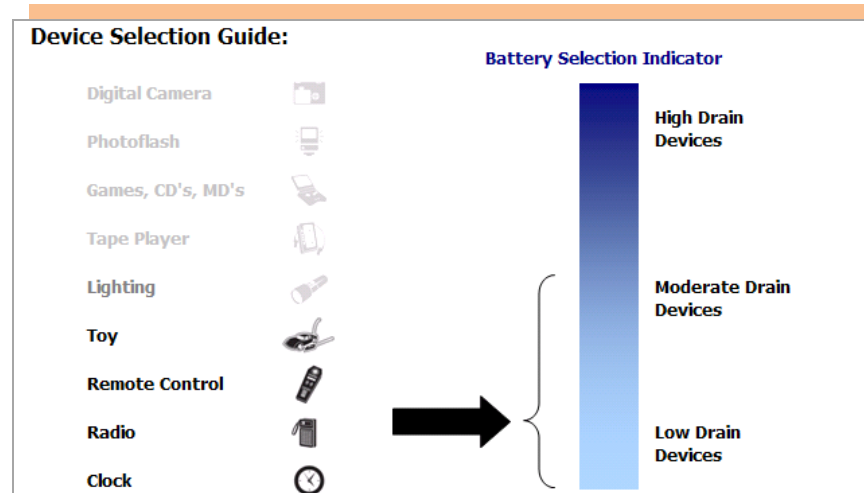 Device Selection Guide:
Battery Selection Indicator
Digital Camera
Photoflash
Games, CD's, MD's
Tape Player
Lighting
Toy
Remote Control
Radio
Clock
High Drain
Devices
Moderate Drain
Devices
Low Drain
Devices